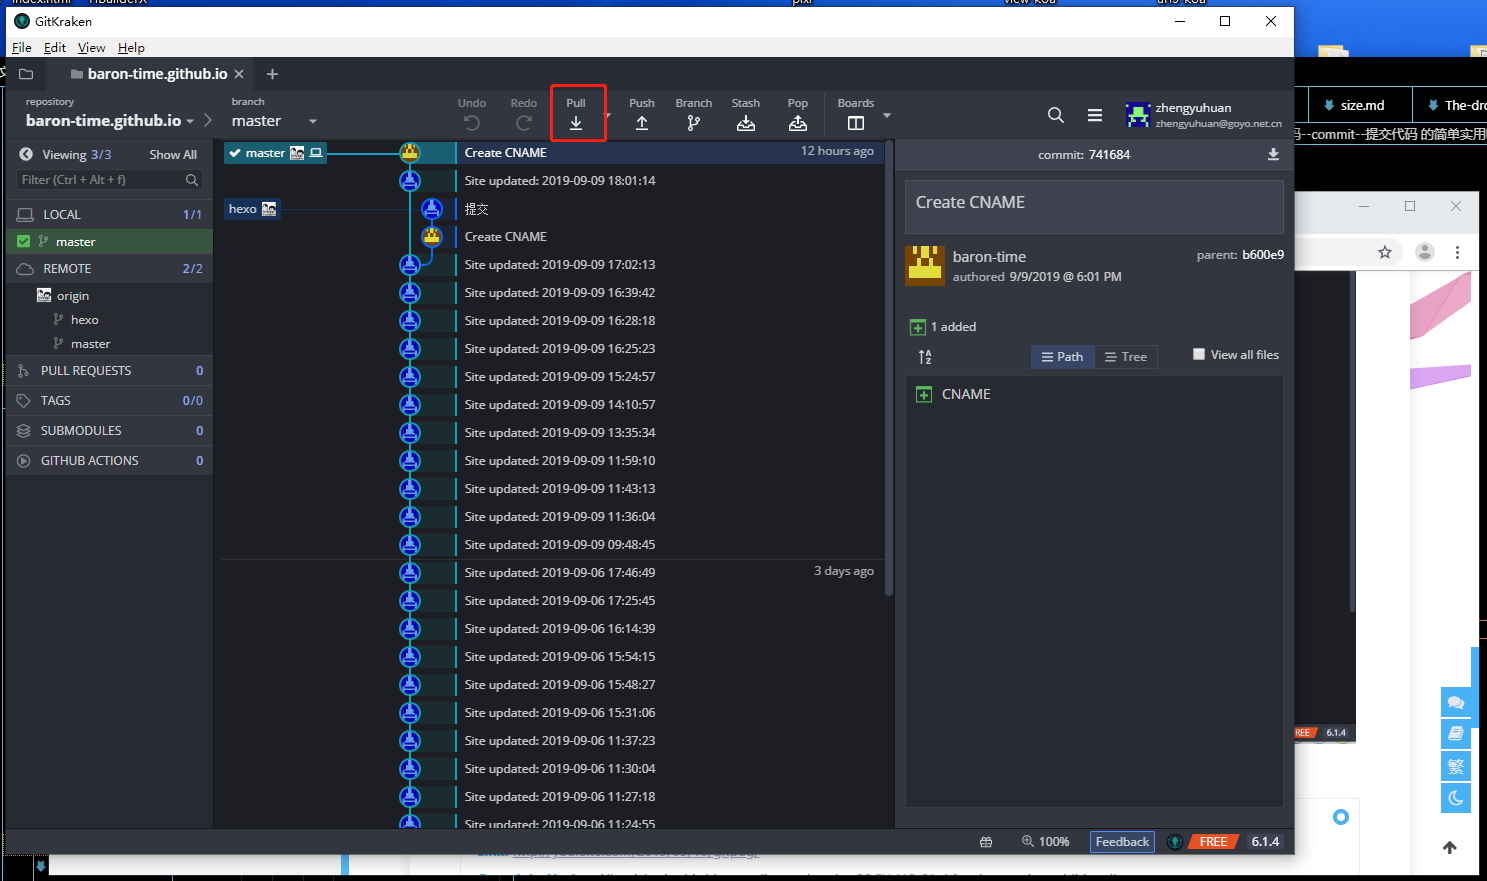 index.html HBuilderX pixi view_koa
GitKraken
File Edit View Help
baron-time.github.io
repository
baron-time.github.io
branch
master
Undo
Redo
Pull
Push
Branch
Stash
Pop
Boards
zhengyuhuan
zhengyuhuan@goyo.net.cn
size.md
The-dro
--commit--提交代码 的简单实用
Viewing 3/3 Show All
Filter (Ctrl + Alt + f)
LOCAL 1/1
master
REMOTE 2/2
origin
hexo
master
PULL REQUESTS 0
TAGS 0/0
SUBMODULES 0
GITHUB ACTIONS 0
master Create CNAME 12 hours ago
Site updated: 2019-09-09 18:01:14
hexo 提交
Create CNAME
Site updated: 2019-09-09 17:02:13
Site updated: 2019-09-09 16:39:42
Site updated: 2019-09-09 16:28:18
Site updated: 2019-09-09 16:25:23
Site updated: 2019-09-09 15:24:57
Site updated: 2019-09-09 14:10:57
Site updated: 2019-09-09 13:35:34
Site updated: 2019-09-09 11:59:10
Site updated: 2019-09-09 11:43:13
Site updated: 2019-09-09 11:36:04
Site updated: 2019-09-09 09:48:45
Site updated: 2019-09-06 17:46:49 3 days ago
Site updated: 2019-09-06 17:25:45
Site updated: 2019-09-06 16:14:39
Site updated: 2019-09-06 15:54:15
Site updated: 2019-09-06 15:48:27
Site updated: 2019-09-06 15:31:06
Site updated: 2019-09-06 11:37:23
Site updated: 2019-09-06 11:30:04
Site updated: 2019-09-06 11:27:18
Site updated: 2019-09-06 11:24:55
commit: 741684
Create CNAME
baron-time
authored 9/9/2019 @ 6:01 PM
parent: b600e9
1 added
Path Tree View all files
CNAME
REE 6.1.4
繁
100% Feedback FREE 6.1.4